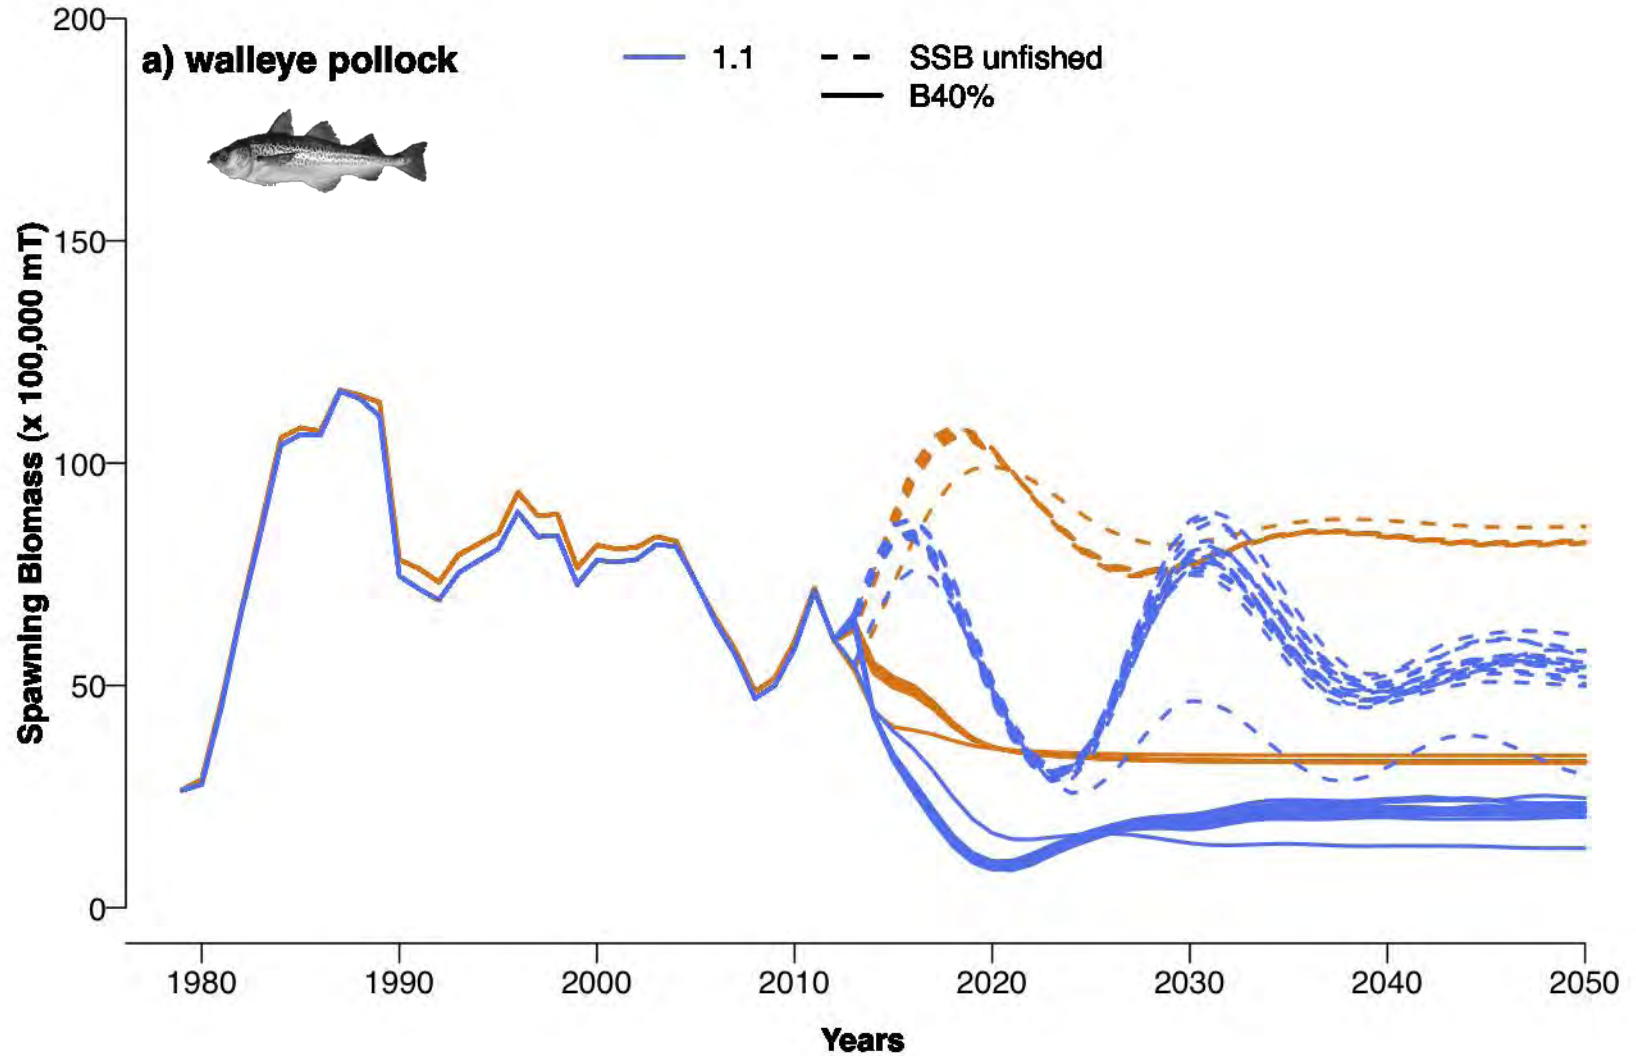 200
a) walleye pollock
1.1
SSB unfished
B40%
150
100
50
0
Spawning Biomass (x 100,000 mT)
1980
1990
2000
2010
2020
2030
2040
2050
Years